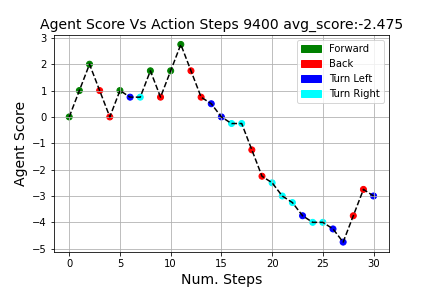 Agent Score Vs Action Steps 9400 avg_score:-2.475
3
2
1
0
−1
−2
−3
−4
−5
Agent Score
Forward
Back
Turn Left
Turn Right
0 5 10 15 20 25 30
Num. Steps